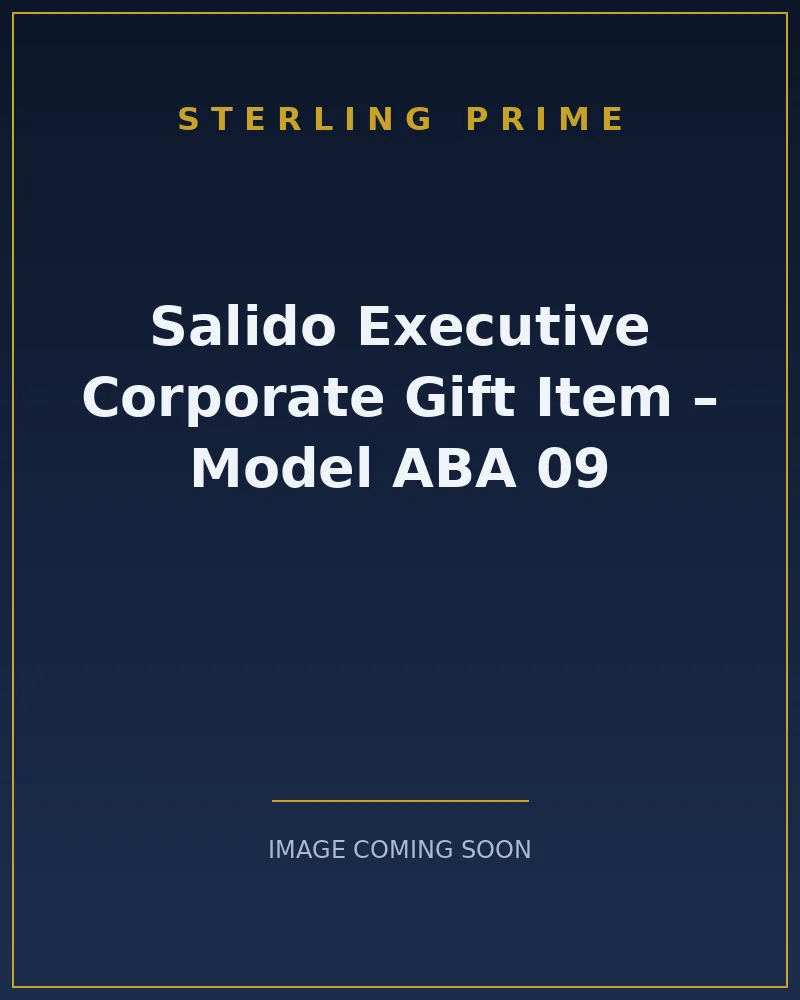 STERLING PRIME
Salido Executive
Corporate Gift Item –
Model ABA 09
IMAGE COMING SOON